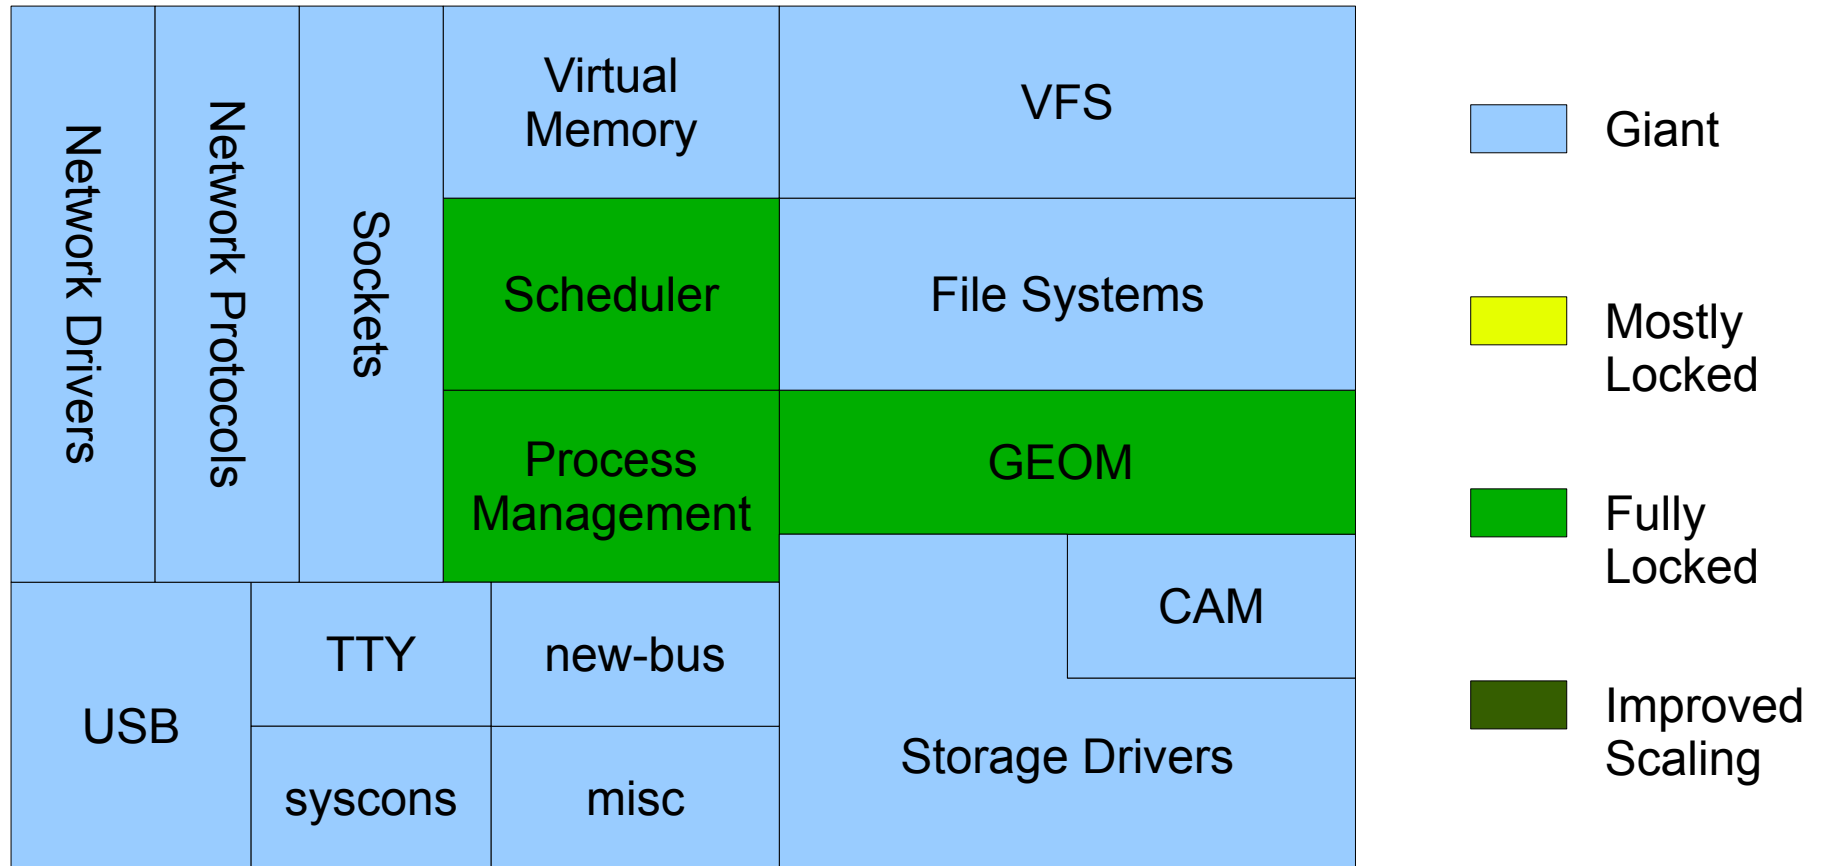 Network Drivers
Network Protocols
Sockets
Virtual
Memory
VFS
Scheduler
File Systems
Process
Management
GEOM
CAM
USB
TTY
new-bus
syscons
misc
Storage Drivers
Giant
Mostly
Locked
Fully
Locked
Improved
Scaling